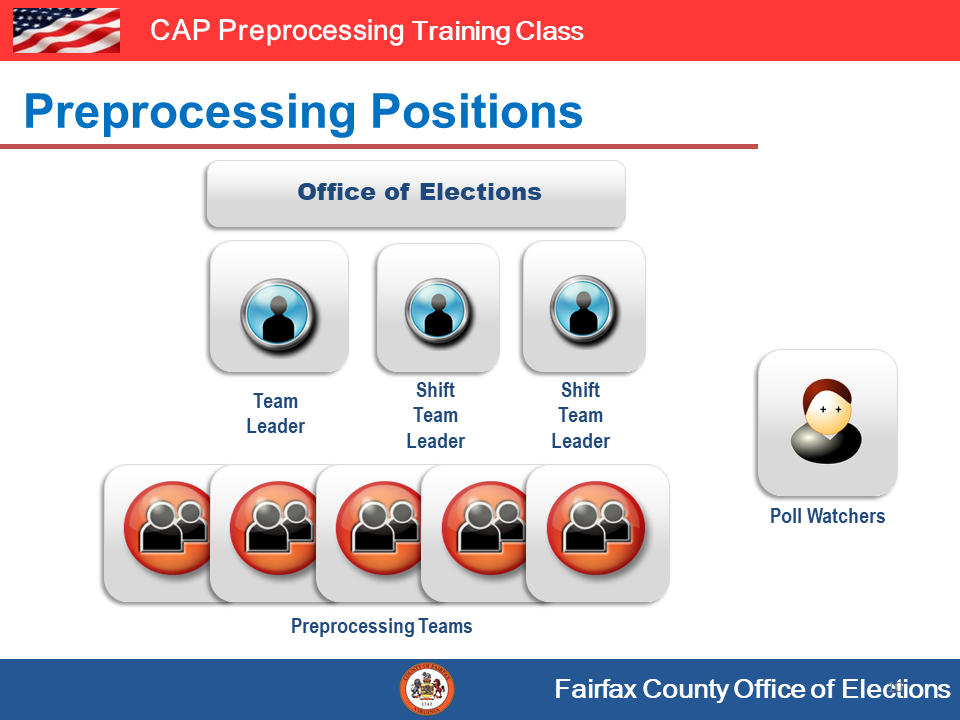 CAP Preprocessing Training Class
Preprocessing Positions
Office of Elections
Team
Leader
Shift
Team
Leader
Shift
Team
Leader
Poll Watchers
Preprocessing Teams
COUNTY OF FAIRFAX
1742
VIRGINIA
Fairfax County Office of Elections